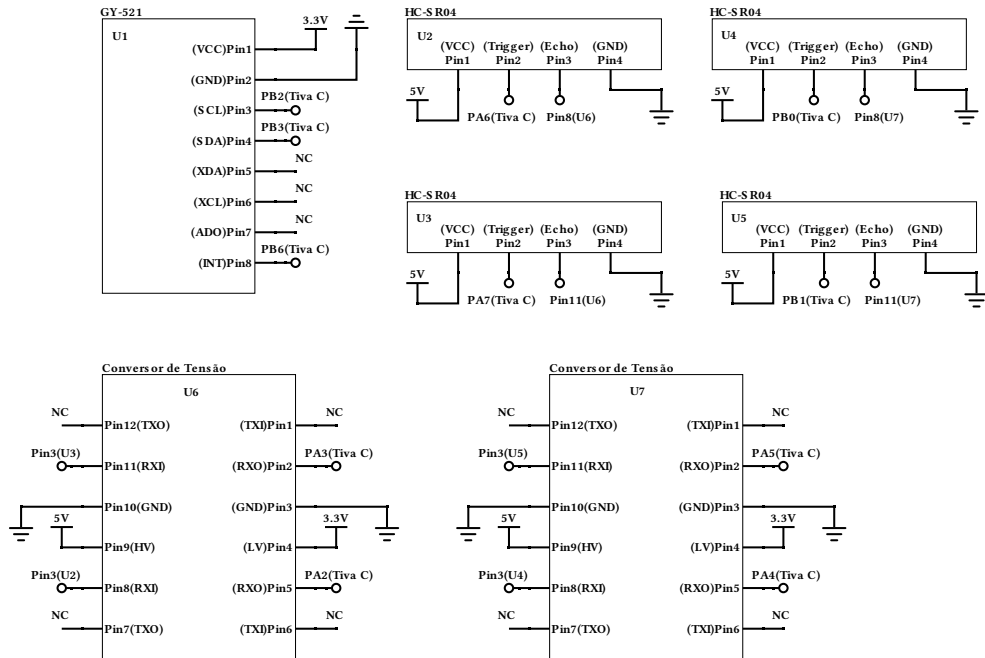 GY-521
U1
3.3V
(VCC)Pin1
(GND)Pin2
PB2(Tiva C)
(SCL)Pin3
PB3(Tiva C)
(SDA)Pin4
NC
(XDA)Pin5
NC
(XCL)Pin6
NC
(ADO)Pin7
PB6(Tiva C)
(INT)Pin8
HC-SR04
U2
(VCC) (Trigger) (Echo) (GND)
Pin1 Pin2 Pin3 Pin4
5V
PA6(Tiva C) Pin8(U6)
HC-SR04
U4
(VCC) (Trigger) (Echo) (GND)
Pin1 Pin2 Pin3 Pin4
5V
PB0(Tiva C) Pin8(U7)
HC-SR04
U3
(VCC) (Trigger) (Echo) (GND)
Pin1 Pin2 Pin3 Pin4
5V
PA7(Tiva C) Pin11(U6)
HC-SR04
U5
(VCC) (Trigger) (Echo) (GND)
Pin1 Pin2 Pin3 Pin4
5V
PB1(Tiva C) Pin11(U7)
Conversor de Tensão
U6
NC
Pin12(TXO)
Pin3(U3)
Pin11(RXI)
Pin10(GND)
5V
Pin9(HV)
Pin3(U2)
Pin8(RXI)
NC
Pin7(TXO)
NC
(TXI)Pin1
PA3(Tiva C)
(RXO)Pin2
(GND)Pin3
3.3V
(LV)Pin4
PA2(Tiva C)
(RXO)Pin5
NC
(TXI)Pin6
Conversor de Tensão
U7
NC
Pin12(TXO)
Pin3(U5)
Pin11(RXI)
Pin10(GND)
5V
Pin9(HV)
Pin3(U4)
Pin8(RXI)
NC
Pin7(TXO)
NC
(TXI)Pin1
PA5(Tiva C)
(RXO)Pin2
(GND)Pin3
3.3V
(LV)Pin4
PA4(Tiva C)
(RXO)Pin5
NC
(TXI)Pin6